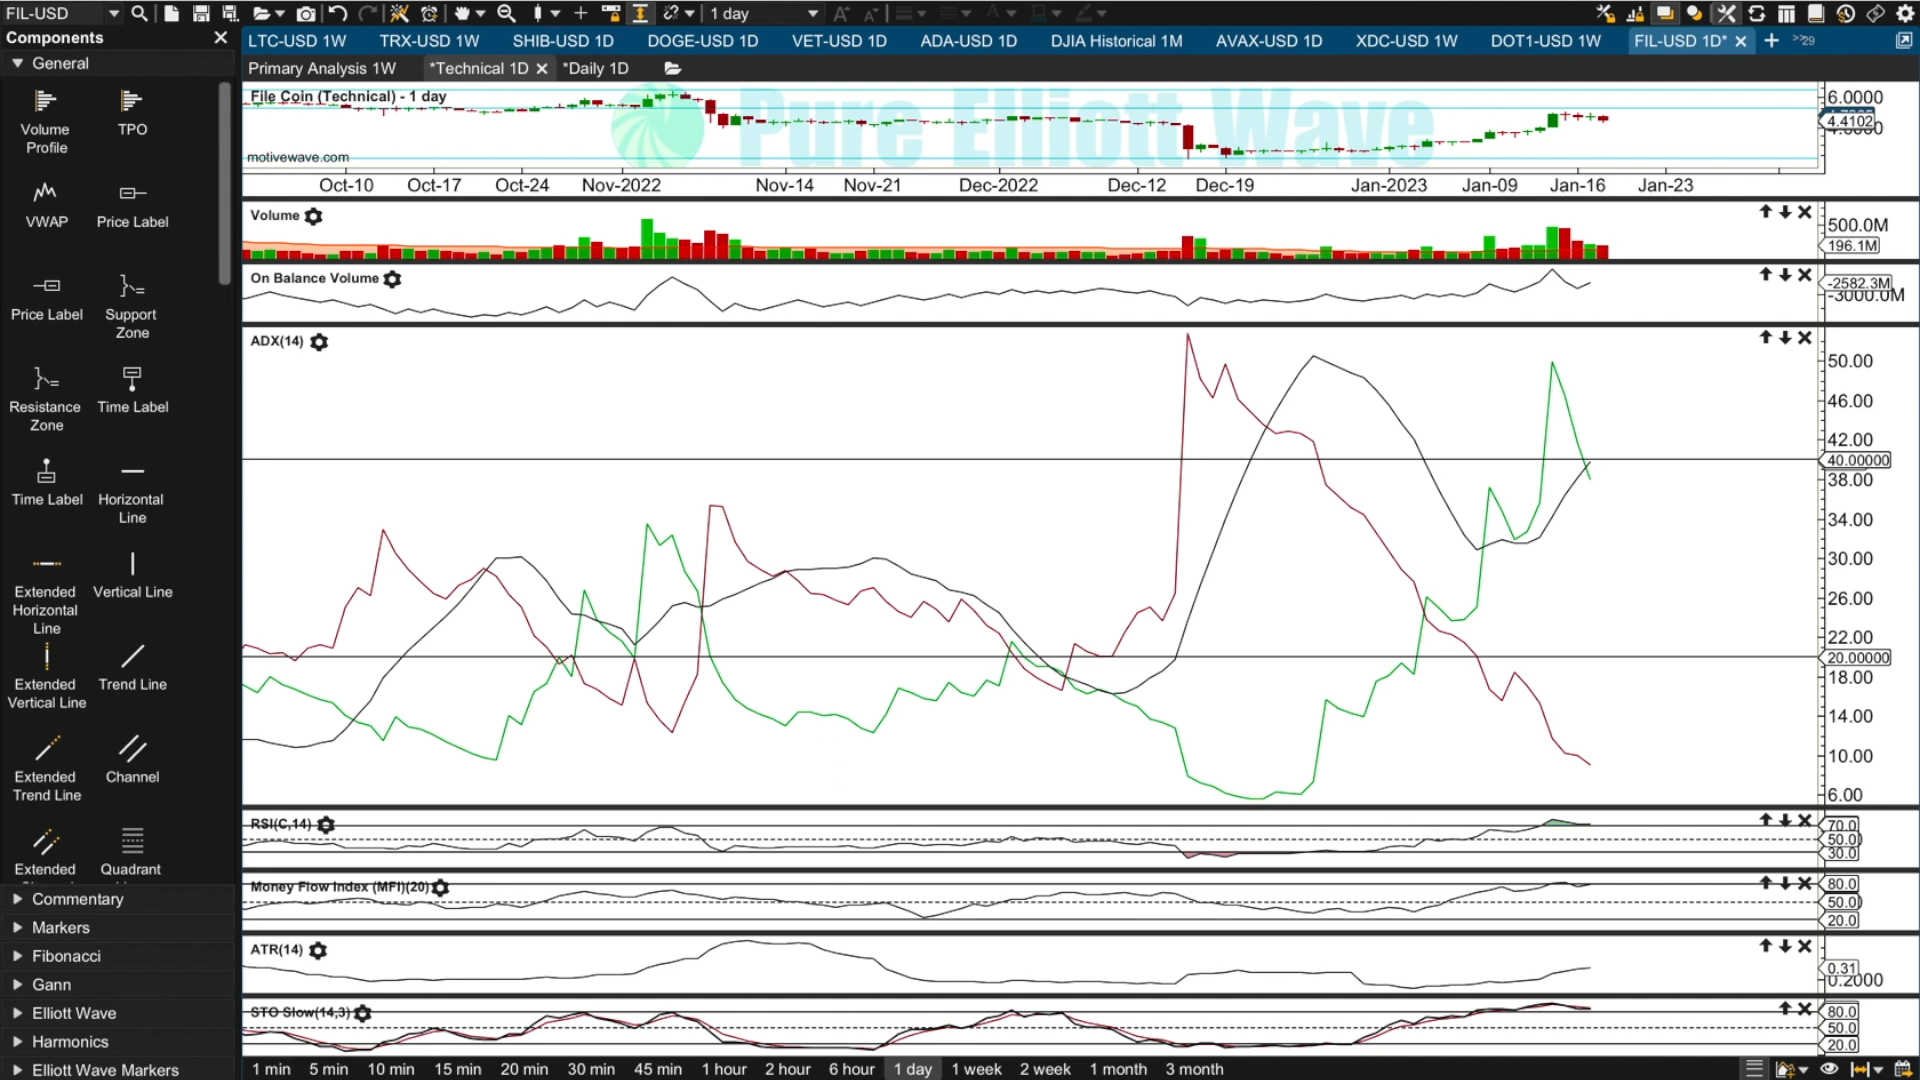 FIL-USD
1 day
Components
General
Volume Profile
TPO
VWAP
Price Label
Price Label
Support Zone
Resistance Zone
Time Label
Time Label
Horizontal Line
Extended Horizontal Line
Vertical Line
Extended Vertical Line
Trend Line
Extended Trend Line
Channel
Extended
Quadrant
Commentary
Markers
Fibonacci
Gann
Elliott Wave
Harmonics
Elliott Wave Markers
LTC-USD 1W TRX-USD 1W SHIB-USD 1D DOGE-USD 1D VET-USD 1D ADA-USD 1D DJIA Historical 1M AVAX-USD 1D XDC-USD 1W DOT1-USD 1W FIL-USD 1D* >>29
Primary Analysis 1W *Technical 1D *Daily 1D
File Coin (Technical) - 1 day
Pure Elliott Wave
motivewave.com
6.0000
4.4102
Oct-10 Oct-17 Oct-24 Nov-2022 Nov-14 Nov-21 Dec-2022 Dec-12 Dec-19 Jan-2023 Jan-09 Jan-16 Jan-23
Volume
500.0M
196.1M
On Balance Volume
-2582.3M
-3000.0M
ADX(14)
50.00
46.00
42.00
40.00000
38.00
34.00
30.00
26.00
22.00
20.00000
18.00
14.00
10.00
6.00
RSI(C,14)
70.0
50.0
30.0
Money Flow Index (MFI)(20)
80.0
50.0
20.0
ATR(14)
0.31
0.2000
STO Slow(14,3)
80.0
50.0
20.0
1 min 5 min 10 min 15 min 20 min 30 min 45 min 1 hour 2 hour 6 hour 1 day 1 week 2 week 1 month 3 month